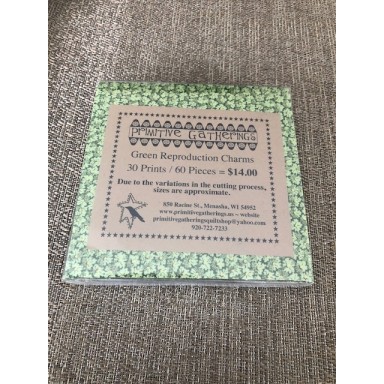 PRIMITIVE GATHERINGS
Green Reproduction Charms
30 Prints / 60 Pieces = $14.00
Due to the variations in the cutting process,
sizes are approximate.
850 Racine St., Menasha, WI 54952
www.primitivegatherings.us ~ website
primitivegatheringsquiltshop@yahoo.com
920-722-7233